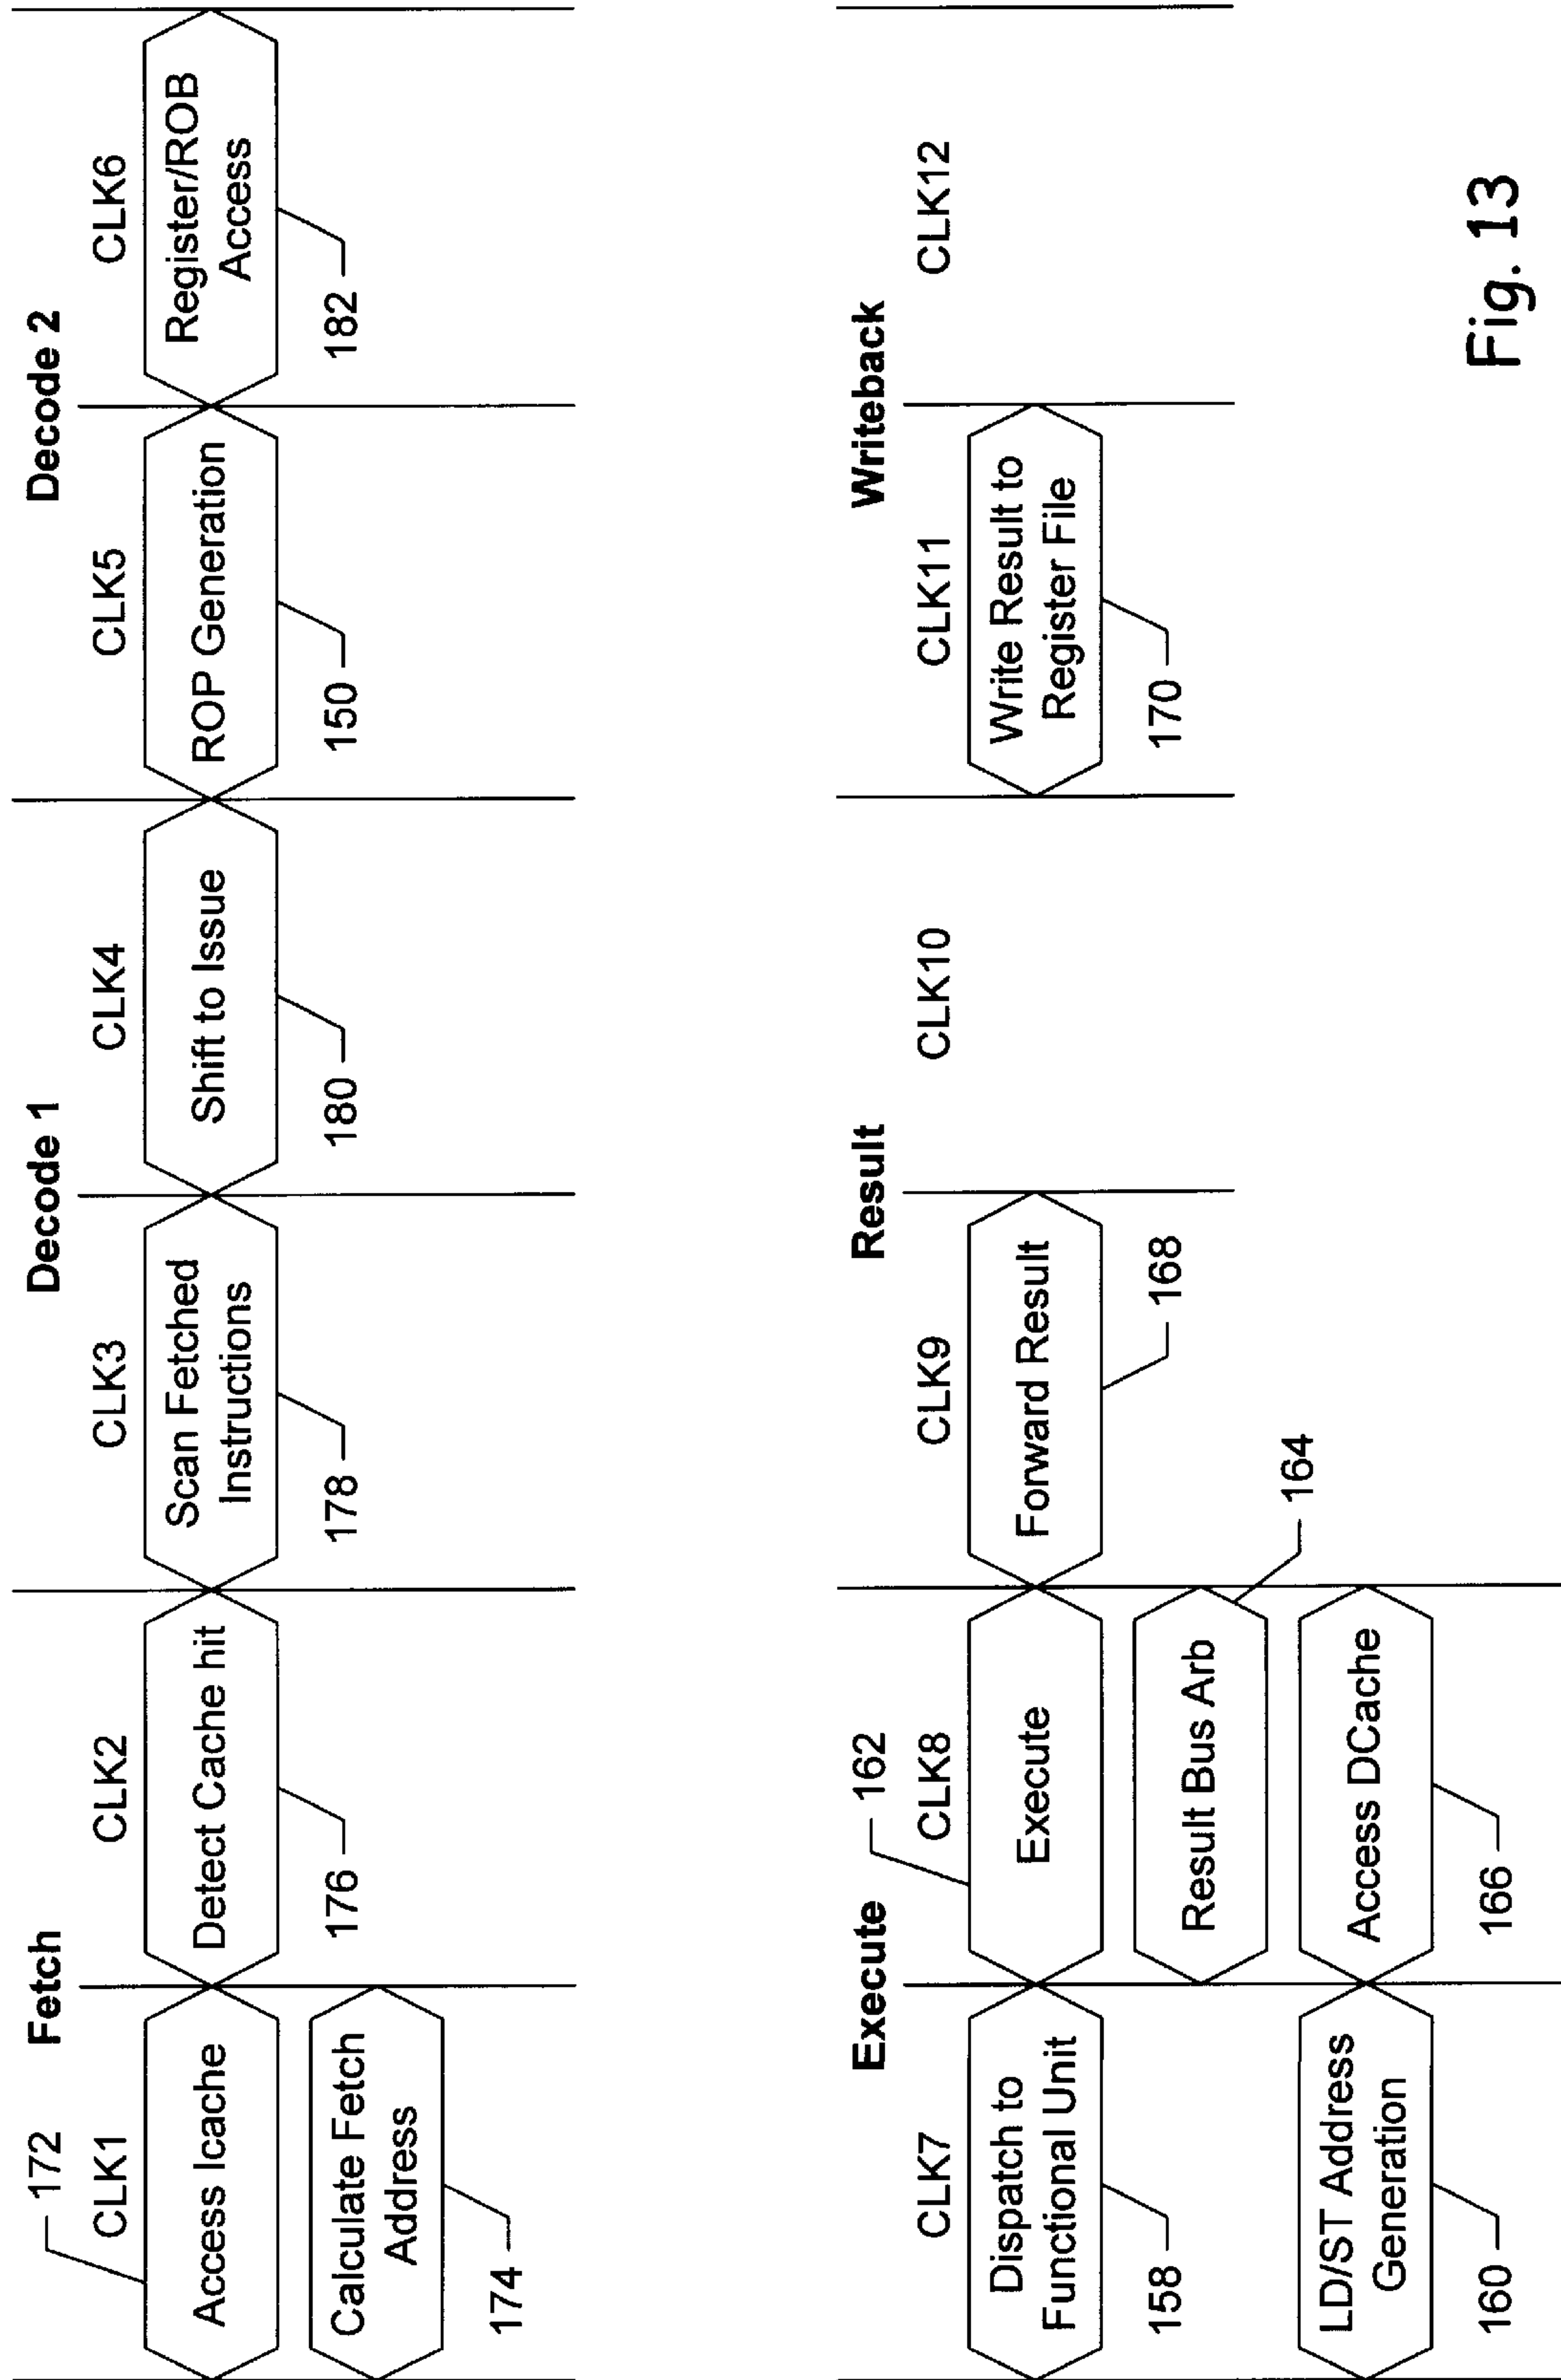 Fetch
Decode 1
Decode 2
172
CLK1
CLK2
CLK3
CLK4
CLK5
CLK6
Access Icache
Detect Cache hit
Scan Fetched
Instructions
Shift to Issue
ROP Generation
Register/ROB
Access
176
178
180
150
182
Calculate Fetch
Address
174
Execute
Result
Writeback
162
CLK7
CLK8
CLK9
CLK10
CLK11
CLK12
Dispatch to
Functional Unit
Execute
Forward Result
Write Result to
Register File
158
168
170
Result Bus Arb
164
LD/ST Address
Generation
Access DCache
160
166
Fig. 13